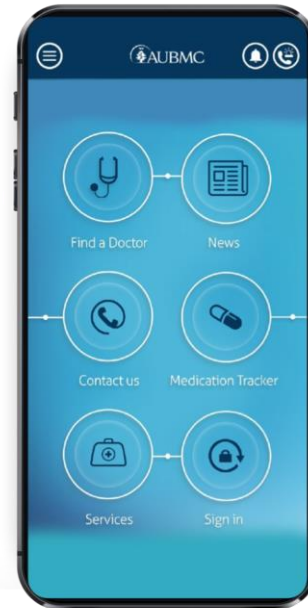 AUBMC
Find a Doctor
News
Contact us
Medication Tracker
Services
Sign in